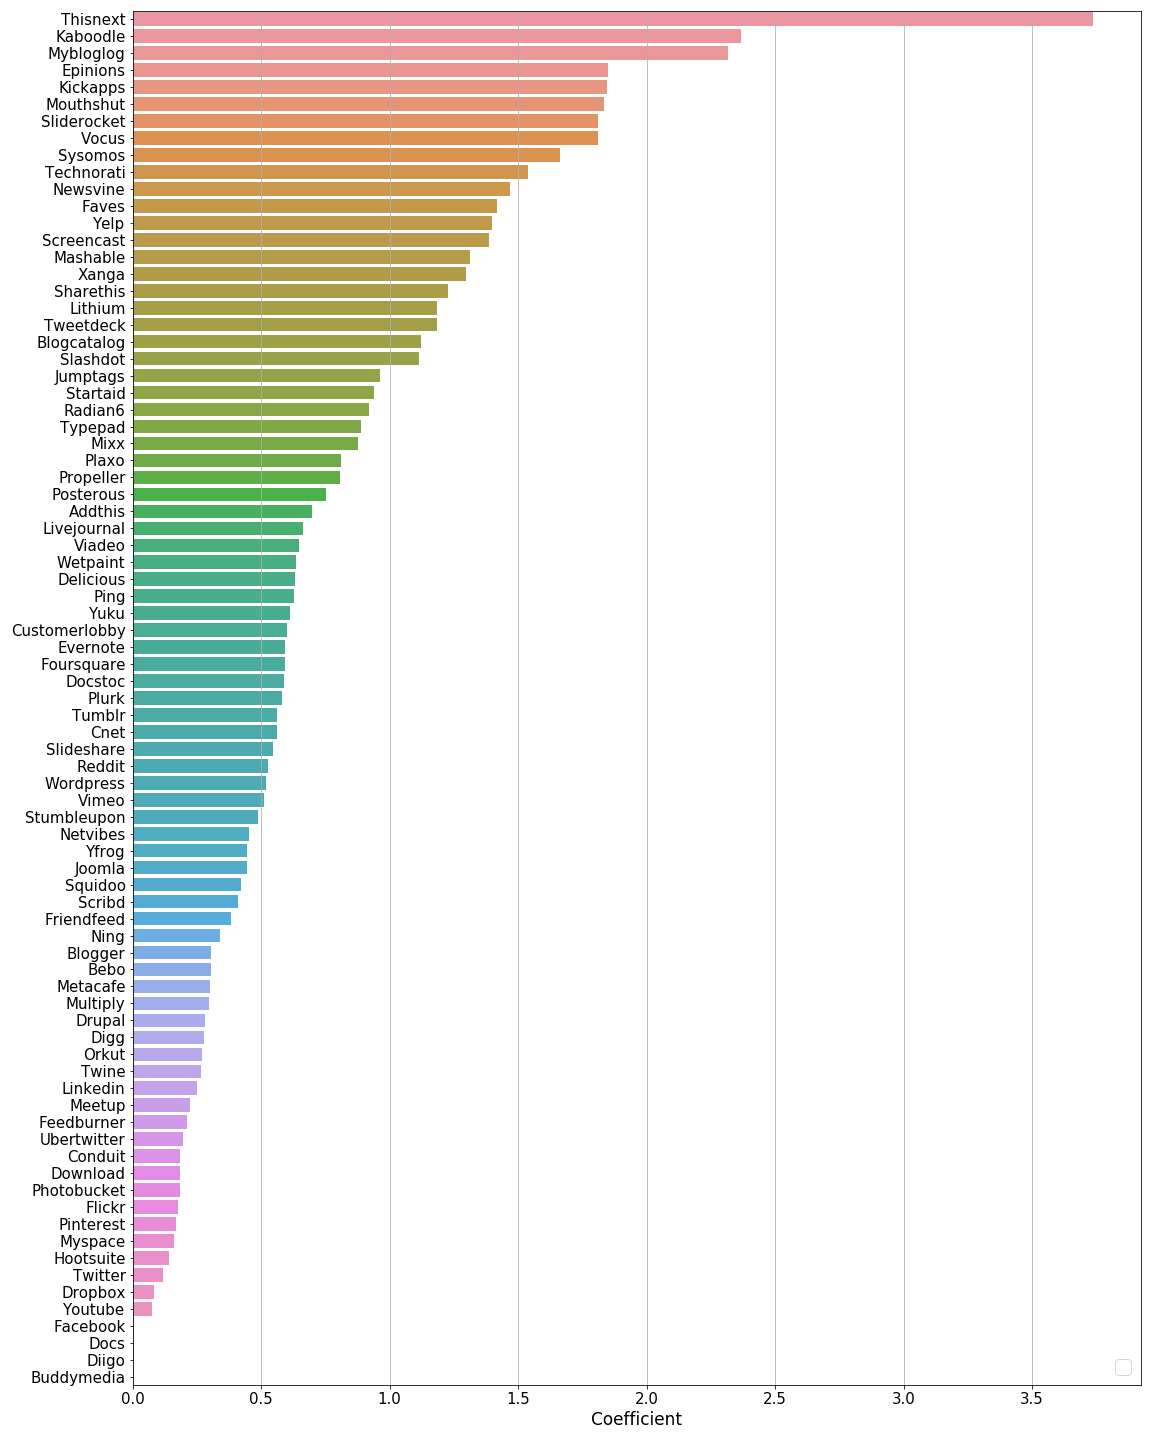 Thisnext
Kaboodle
Mybloglog
Epinions
Kickapps
Mouthshut
Sliderocket
Vocus
Sysomos
Technorati
Newsvine
Faves
Yelp
Screencast
Mashable
Xanga
Sharethis
Lithium
Tweetdeck
Blogcatalog
Slashdot
Jumptags
Startaid
Radian6
Typepad
Mixx
Plaxo
Propeller
Posterous
Addthis
Livejournal
Viadeo
Wetpaint
Delicious
Ping
Yuku
Customerlobby
Evernote
Foursquare
Docstoc
Plurk
Tumblr
Cnet
Slideshare
Reddit
Wordpress
Vimeo
Stumbleupon
Netvibes
Yfrog
Joomla
Squidoo
Scribd
Friendfeed
Ning
Blogger
Bebo
Metacafe
Multiply
Drupal
Digg
Orkut
Twine
Linkedin
Meetup
Feedburner
Ubertwitter
Conduit
Download
Photobucket
Flickr
Pinterest
Myspace
Hootsuite
Twitter
Dropbox
Youtube
Facebook
Docs
Diigo
Buddymedia
0.0 0.5 1.0 1.5 2.0 2.5 3.0 3.5
Coefficient